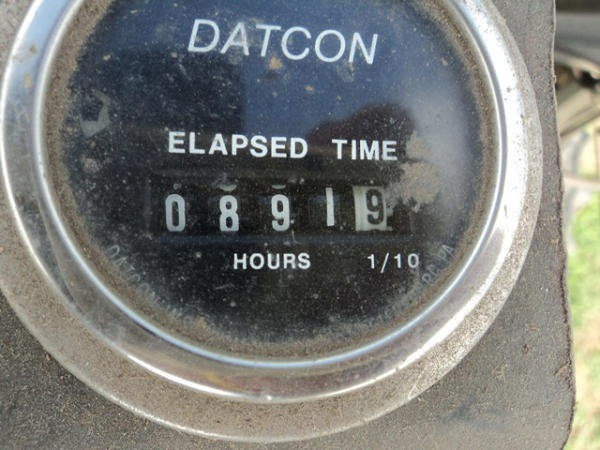 DATCON
ELAPSED TIME
08919
HOURS 1/10